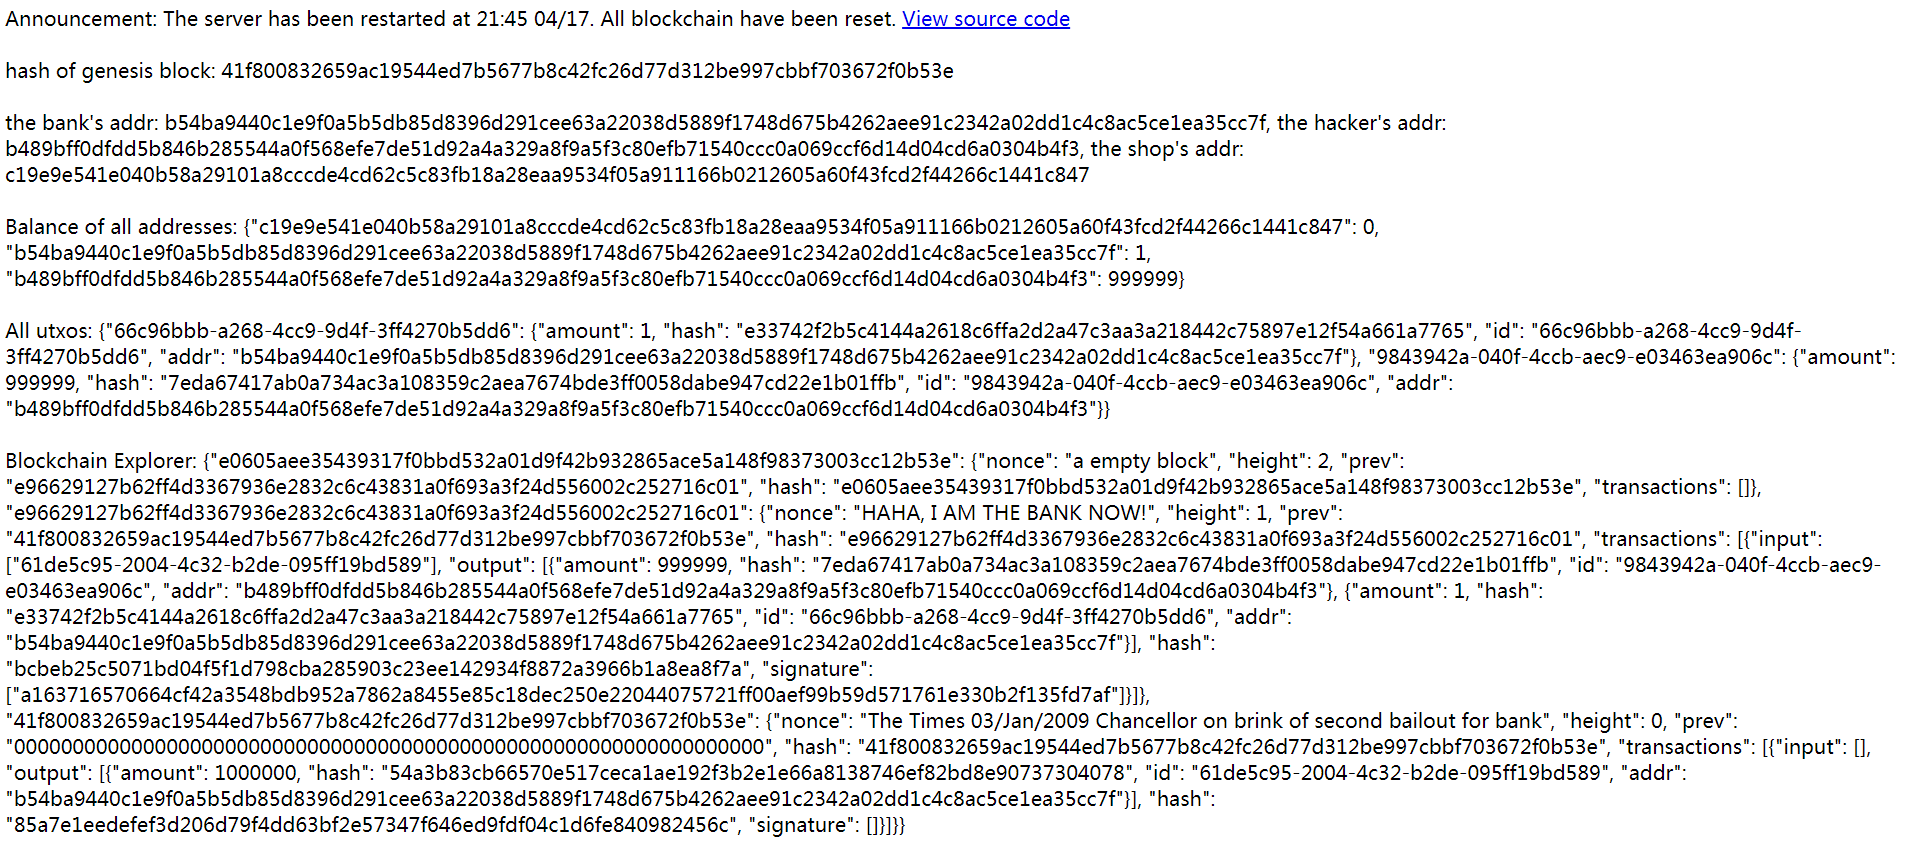 Announcement: The server has been restarted at 21:45 04/17. All blockchain have been reset. View source code
hash of genesis block: 41f800832659ac19544ed7b5677b8c42fc26d77d312be997cbbf703672f0b53e
the bank's addr: b54ba9440c1e9f0a5b5db85d8396d291cee63a22038d5889f1748d675b4262aee91c2342a02dd1c4c8ac5ce1ea35cc7f, the hacker's addr:
b489bff0dfdd5b846b285544a0f568efe7de51d92a4a329a8f9a5f3c80efb71540ccc0a069ccf6d14d04cd6a0304b4f3, the shop's addr:
c19e9e541e040b58a29101a8cccde4cd62c5c83fb18a28eaa9534f05a911166b0212605a60f43fcd2f44266c1441c847
Balance of all addresses: {"c19e9e541e040b58a29101a8cccde4cd62c5c83fb18a28eaa9534f05a911166b0212605a60f43fcd2f44266c1441c847": 0,
"b54ba9440c1e9f0a5b5db85d8396d291cee63a22038d5889f1748d675b4262aee91c2342a02dd1c4c8ac5ce1ea35cc7f": 1,
"b489bff0dfdd5b846b285544a0f568efe7de51d92a4a329a8f9a5f3c80efb71540ccc0a069ccf6d14d04cd6a0304b4f3": 999999}
All utxos: {"66c96bbb-a268-4cc9-9d4f-3ff4270b5dd6": {"amount": 1, "hash": "e33742f2b5c4144a2618c6ffa2d2a47c3aa3a218442c75897e12f54a661a7765", "id": "66c96bbb-a268-4cc9-9d4f-
3ff4270b5dd6", "addr": "b54ba9440c1e9f0a5b5db85d8396d291cee63a22038d5889f1748d675b4262aee91c2342a02dd1c4c8ac5ce1ea35cc7f"}, "9843942a-040f-4ccb-aec9-e03463ea906c": {"amount":
999999, "hash": "7eda67417ab0a734ac3a108359c2aea7674bde3ff0058dabe947cd22e1b01ffb", "id": "9843942a-040f-4ccb-aec9-e03463ea906c", "addr":
"b489bff0dfdd5b846b285544a0f568efe7de51d92a4a329a8f9a5f3c80efb71540ccc0a069ccf6d14d04cd6a0304b4f3"}}
Blockchain Explorer: {"e0605aee35439317f0bbd532a01d9f42b932865ace5a148f98373003cc12b53e": {"nonce": "a empty block", "height": 2, "prev":
"e96629127b62ff4d3367936e2832c6c43831a0f693a3f24d556002c252716c01", "hash": "e0605aee35439317f0bbd532a01d9f42b932865ace5a148f98373003cc12b53e", "transactions": []},
"e96629127b62ff4d3367936e2832c6c43831a0f693a3f24d556002c252716c01": {"nonce": "HAHA, I AM THE BANK NOW!", "height": 1, "prev":
"41f800832659ac19544ed7b5677b8c42fc26d77d312be997cbbf703672f0b53e", "hash": "e96629127b62ff4d3367936e2832c6c43831a0f693a3f24d556002c252716c01", "transactions": [{"input":
["61de5c95-2004-4c32-b2de-095ff19bd589"], "output": [{"amount": 999999, "hash": "7eda67417ab0a734ac3a108359c2aea7674bde3ff0058dabe947cd22e1b01ffb", "id": "9843942a-040f-4ccb-aec9-
e03463ea906c", "addr": "b489bff0dfdd5b846b285544a0f568efe7de51d92a4a329a8f9a5f3c80efb71540ccc0a069ccf6d14d04cd6a0304b4f3"}, {"amount": 1, "hash":
"e33742f2b5c4144a2618c6ffa2d2a47c3aa3a218442c75897e12f54a661a7765", "id": "66c96bbb-a268-4cc9-9d4f-3ff4270b5dd6", "addr":
"b54ba9440c1e9f0a5b5db85d8396d291cee63a22038d5889f1748d675b4262aee91c2342a02dd1c4c8ac5ce1ea35cc7f"}], "hash":
"bcbeb25c5071bd04f5f1d798cba285903c23ee142934f8872a3966b1a8ea8f7a", "signature":
["a163716570664cf42a3548bdb952a7862a8455e85c18dec250e22044075721ff00aef99b59d571761e330b2f135fd7af"]}]},
"41f800832659ac19544ed7b5677b8c42fc26d77d312be997cbbf703672f0b53e": {"nonce": "The Times 03/Jan/2009 Chancellor on brink of second bailout for bank", "height": 0, "prev":
"0000000000000000000000000000000000000000000000000000000000000000", "hash": "41f800832659ac19544ed7b5677b8c42fc26d77d312be997cbbf703672f0b53e", "transactions": [{"input": [],
"output": [{"amount": 1000000, "hash": "54a3b83cb66570e517ceca1ae192f3b2e1e66a8138746ef82bd8e90737304078", "id": "61de5c95-2004-4c32-b2de-095ff19bd589", "addr":
"b54ba9440c1e9f0a5b5db85d8396d291cee63a22038d5889f1748d675b4262aee91c2342a02dd1c4c8ac5ce1ea35cc7f"}], "hash":
"85a7e1eedefef3d206d79f4dd63bf2e57347f646ed9fdf04c1d6fe840982456c", "signature": []}]}}